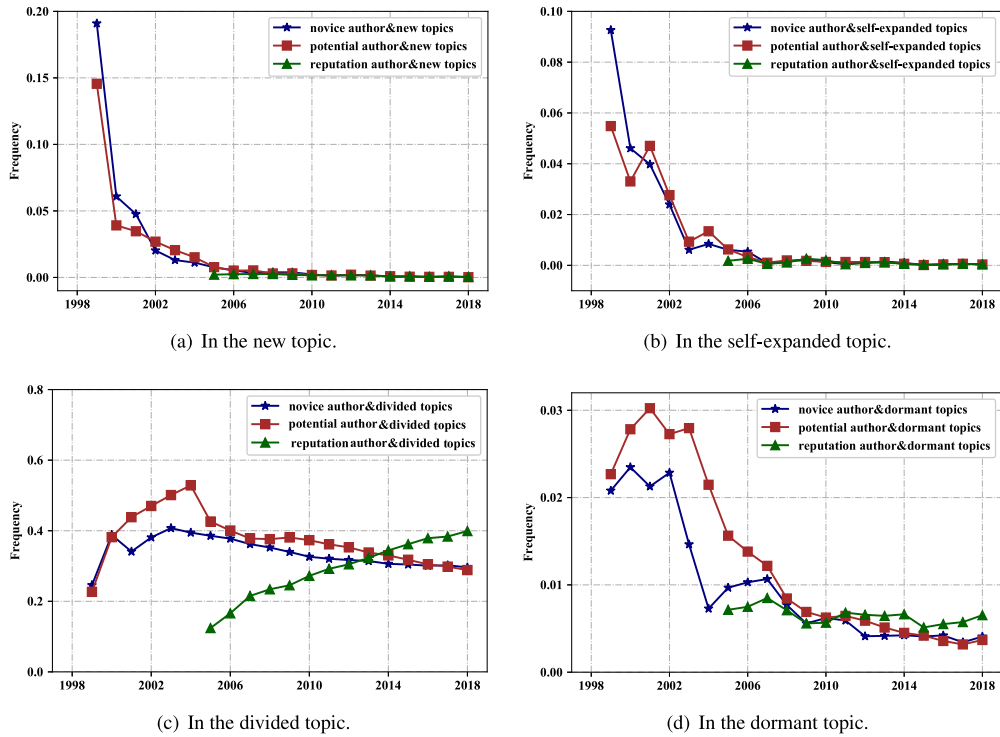 novice author&new topics
potential author&new topics
reputation author&new topics
0.20
0.15
0.10
0.05
0.00
Frequency
1998
2002
2006
2010
2014
2018
(a) In the new topic.
novice author&self-expanded topics
potential author&self-expanded topics
reputation author&self-expanded topics
0.10
0.08
0.06
0.04
0.02
0.00
Frequency
1998
2002
2006
2010
2014
2018
(b) In the self-expanded topic.
novice author&divided topics
potential author&divided topics
reputation author&divided topics
0.8
0.6
0.4
0.2
0.0
Frequency
1998
2002
2006
2010
2014
2018
(c) In the divided topic.
novice author&dormant topics
potential author&dormant topics
reputation author&dormant topics
0.03
0.02
0.01
0.00
Frequency
1998
2002
2006
2010
2014
2018
(d) In the dormant topic.